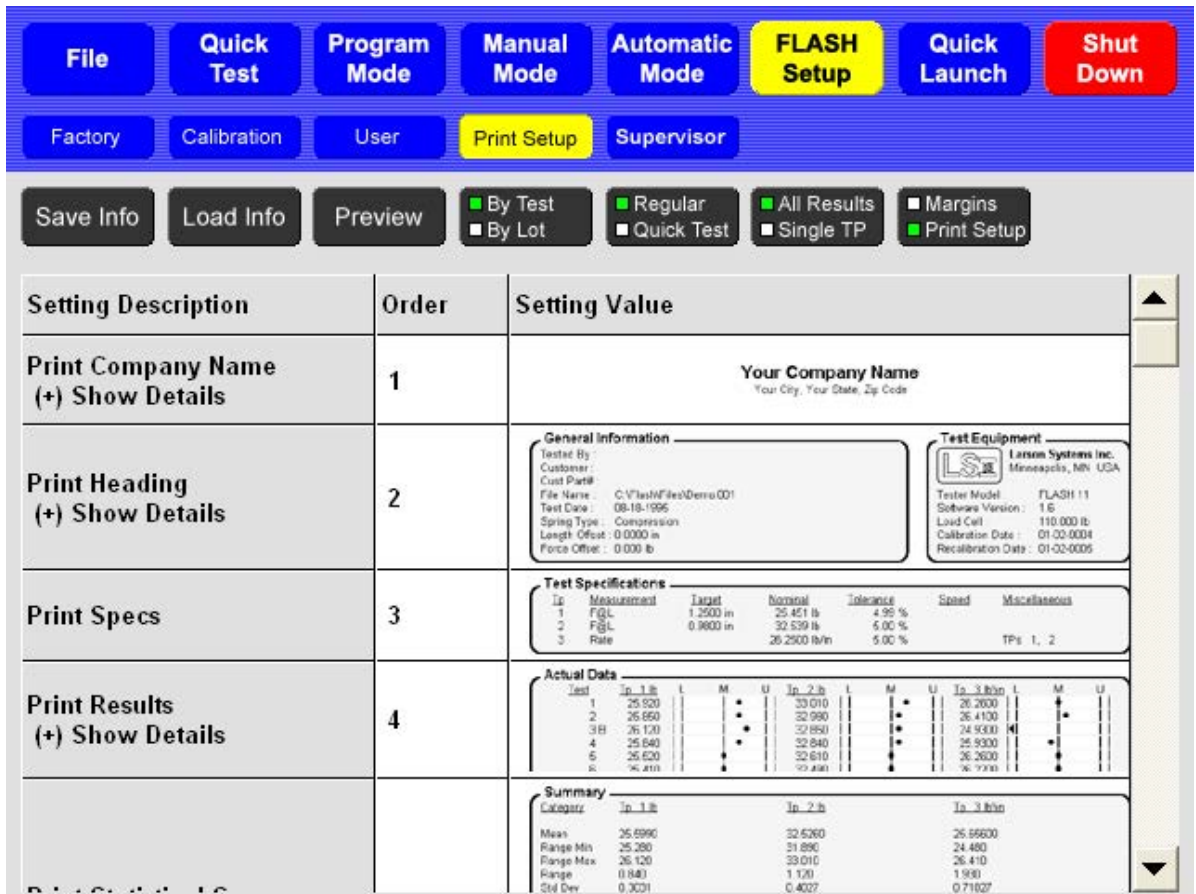 File
Quick Test
Program Mode
Manual Mode
Automatic Mode
FLASH Setup
Quick Launch
Shut Down
Factory
Calibration
User
Print Setup
Supervisor
Save Info
Load Info
Preview
By Test
By Lot
Regular
Quick Test
All Results
Single TP
Margins
Print Setup
Setting Description Order Setting Value
Print Company Name
(+) Show Details
1
Your Company Name
Your City, Your State, Zip Code
Print Heading
(+) Show Details
2
General Information
Tested By :
Customer :
Cust Part#
File Name : C:\Flash\Files\Demo.001
Test Date : 08-18-1996
Spring Type : Compression
Length Offset : 0.0000 in
Force Offset : 0.000 lb
Test Equipment
Larson Systems Inc.
Minneapolis, MN USA
Tester Model FLASH !1
Software Version : 1.6
Load Cell 110.000 lb
Calibration Date : 01-02-0004
Recalibration Date : 01-02-0005
Print Specs
3
Test Specifications
Tp Measurement Target Nominal Tolerance Speed Miscellaneous
1 F@L 1.2500 in 25.451 lb 4.99 %
2 F@L 0.9800 in 32.539 lb 5.00 %
3 Rate 26.2500 lb/in 5.00 % TPs 1, 2
Print Results
(+) Show Details
4
Actual Data
Test Tp 1 lb L M U Tp 2 lb L M U Tp 3 lb/in L M U
1 25.920 33.010 26.2600
2 25.850 32.990 26.4100
3B 26.120 32.850 24.9300
4 25.840 32.840 25.9300
5 25.520 32.610 26.2600
Summary
Category Tp 1 lb Tp 2 lb Tp 3 lb/in
Mean 25.5990 32.5260 25.65600
Range Min 25.280 31.890 24.480
Range Max 26.120 33.010 26.410
Range 0.840 1.120 1.930
Std Dev 0.3031 0.4027 0.71027